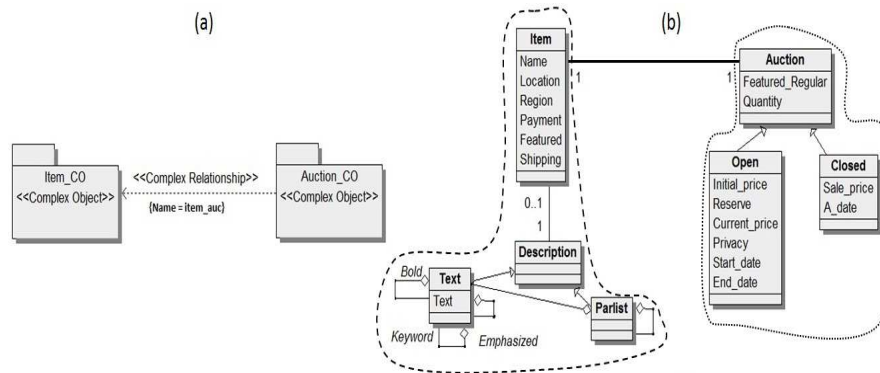 (a)
Item_CO
<<Complex Object>>
<<Complex Relationship>>
{Name = item_auc}
Auction_CO
<<Complex Object>>
(b)
Item
Name
Location
Region
Payment
Featured
Shipping
1
1
Auction
Featured_Regular
Quantity
Open
Initial_price
Reserve
Current_price
Privacy
Start_date
End_date
Closed
Sale_price
A_date
0..1
1
Description
Bold
Text
Text
Keyword
Emphasized
Parlist